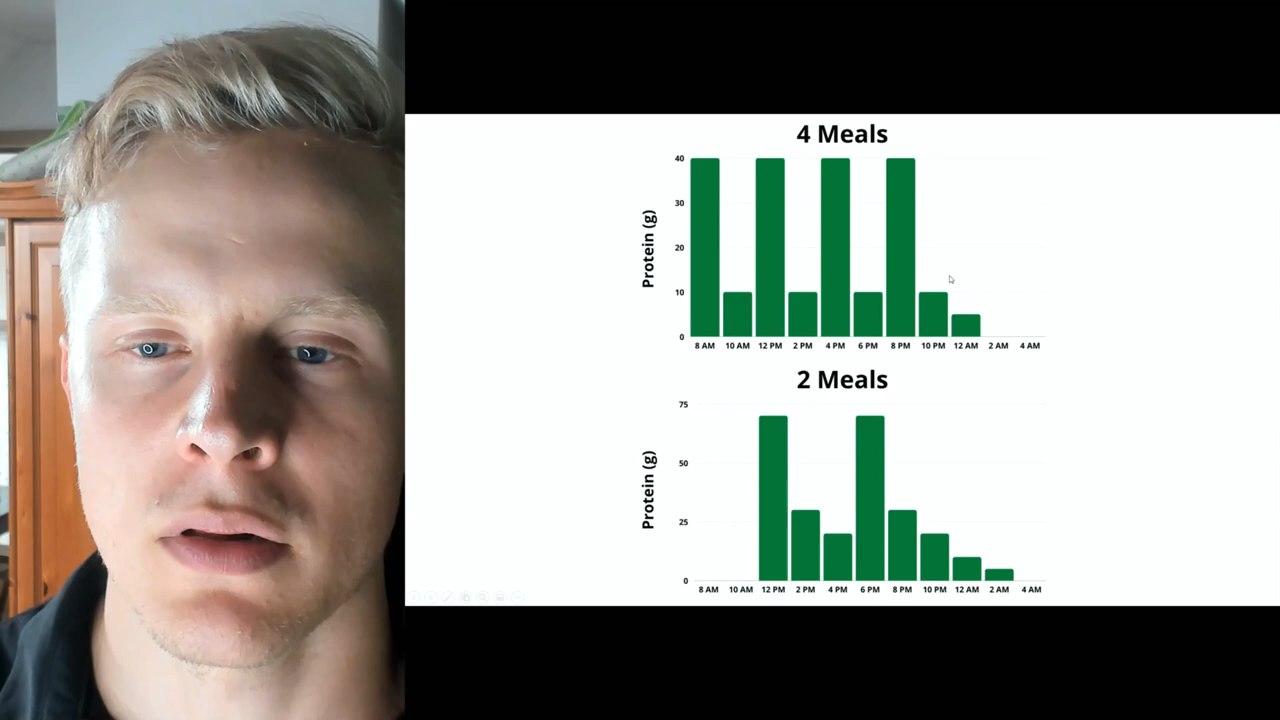 4 Meals
Protein (g)
40
30
20
10
0
8 AM 10 AM 12 PM 2 PM 4 PM 6 PM 8 PM 10 PM 12 AM 2 AM 4 AM
2 Meals
Protein (g)
75
50
25
0
8 AM 10 AM 12 PM 2 PM 4 PM 6 PM 8 PM 10 PM 12 AM 2 AM 4 AM